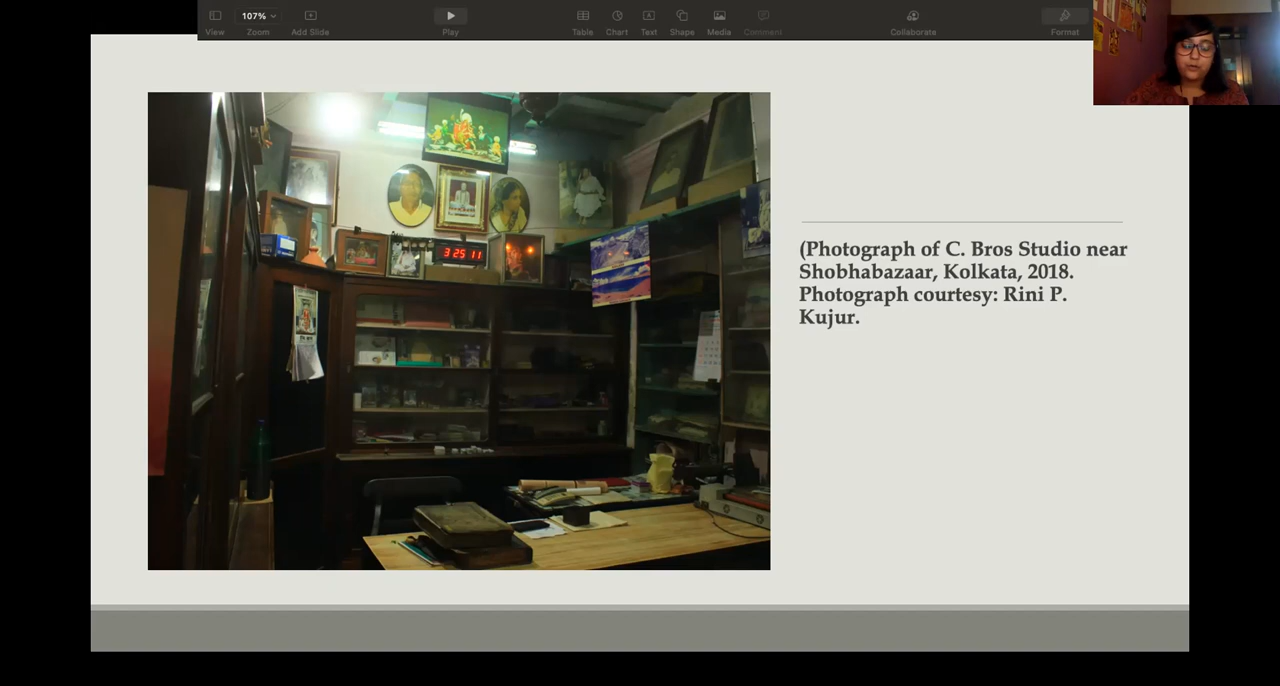 107%
View
Zoom
Add Slide
Play
Table
Chart
Text
Shape
Media
Comment
Collaborate
Format
3 25 11
(Photograph of C. Bros Studio near
Shobhabazaar, Kolkata, 2018.
Photograph courtesy: Rini P.
Kujur.